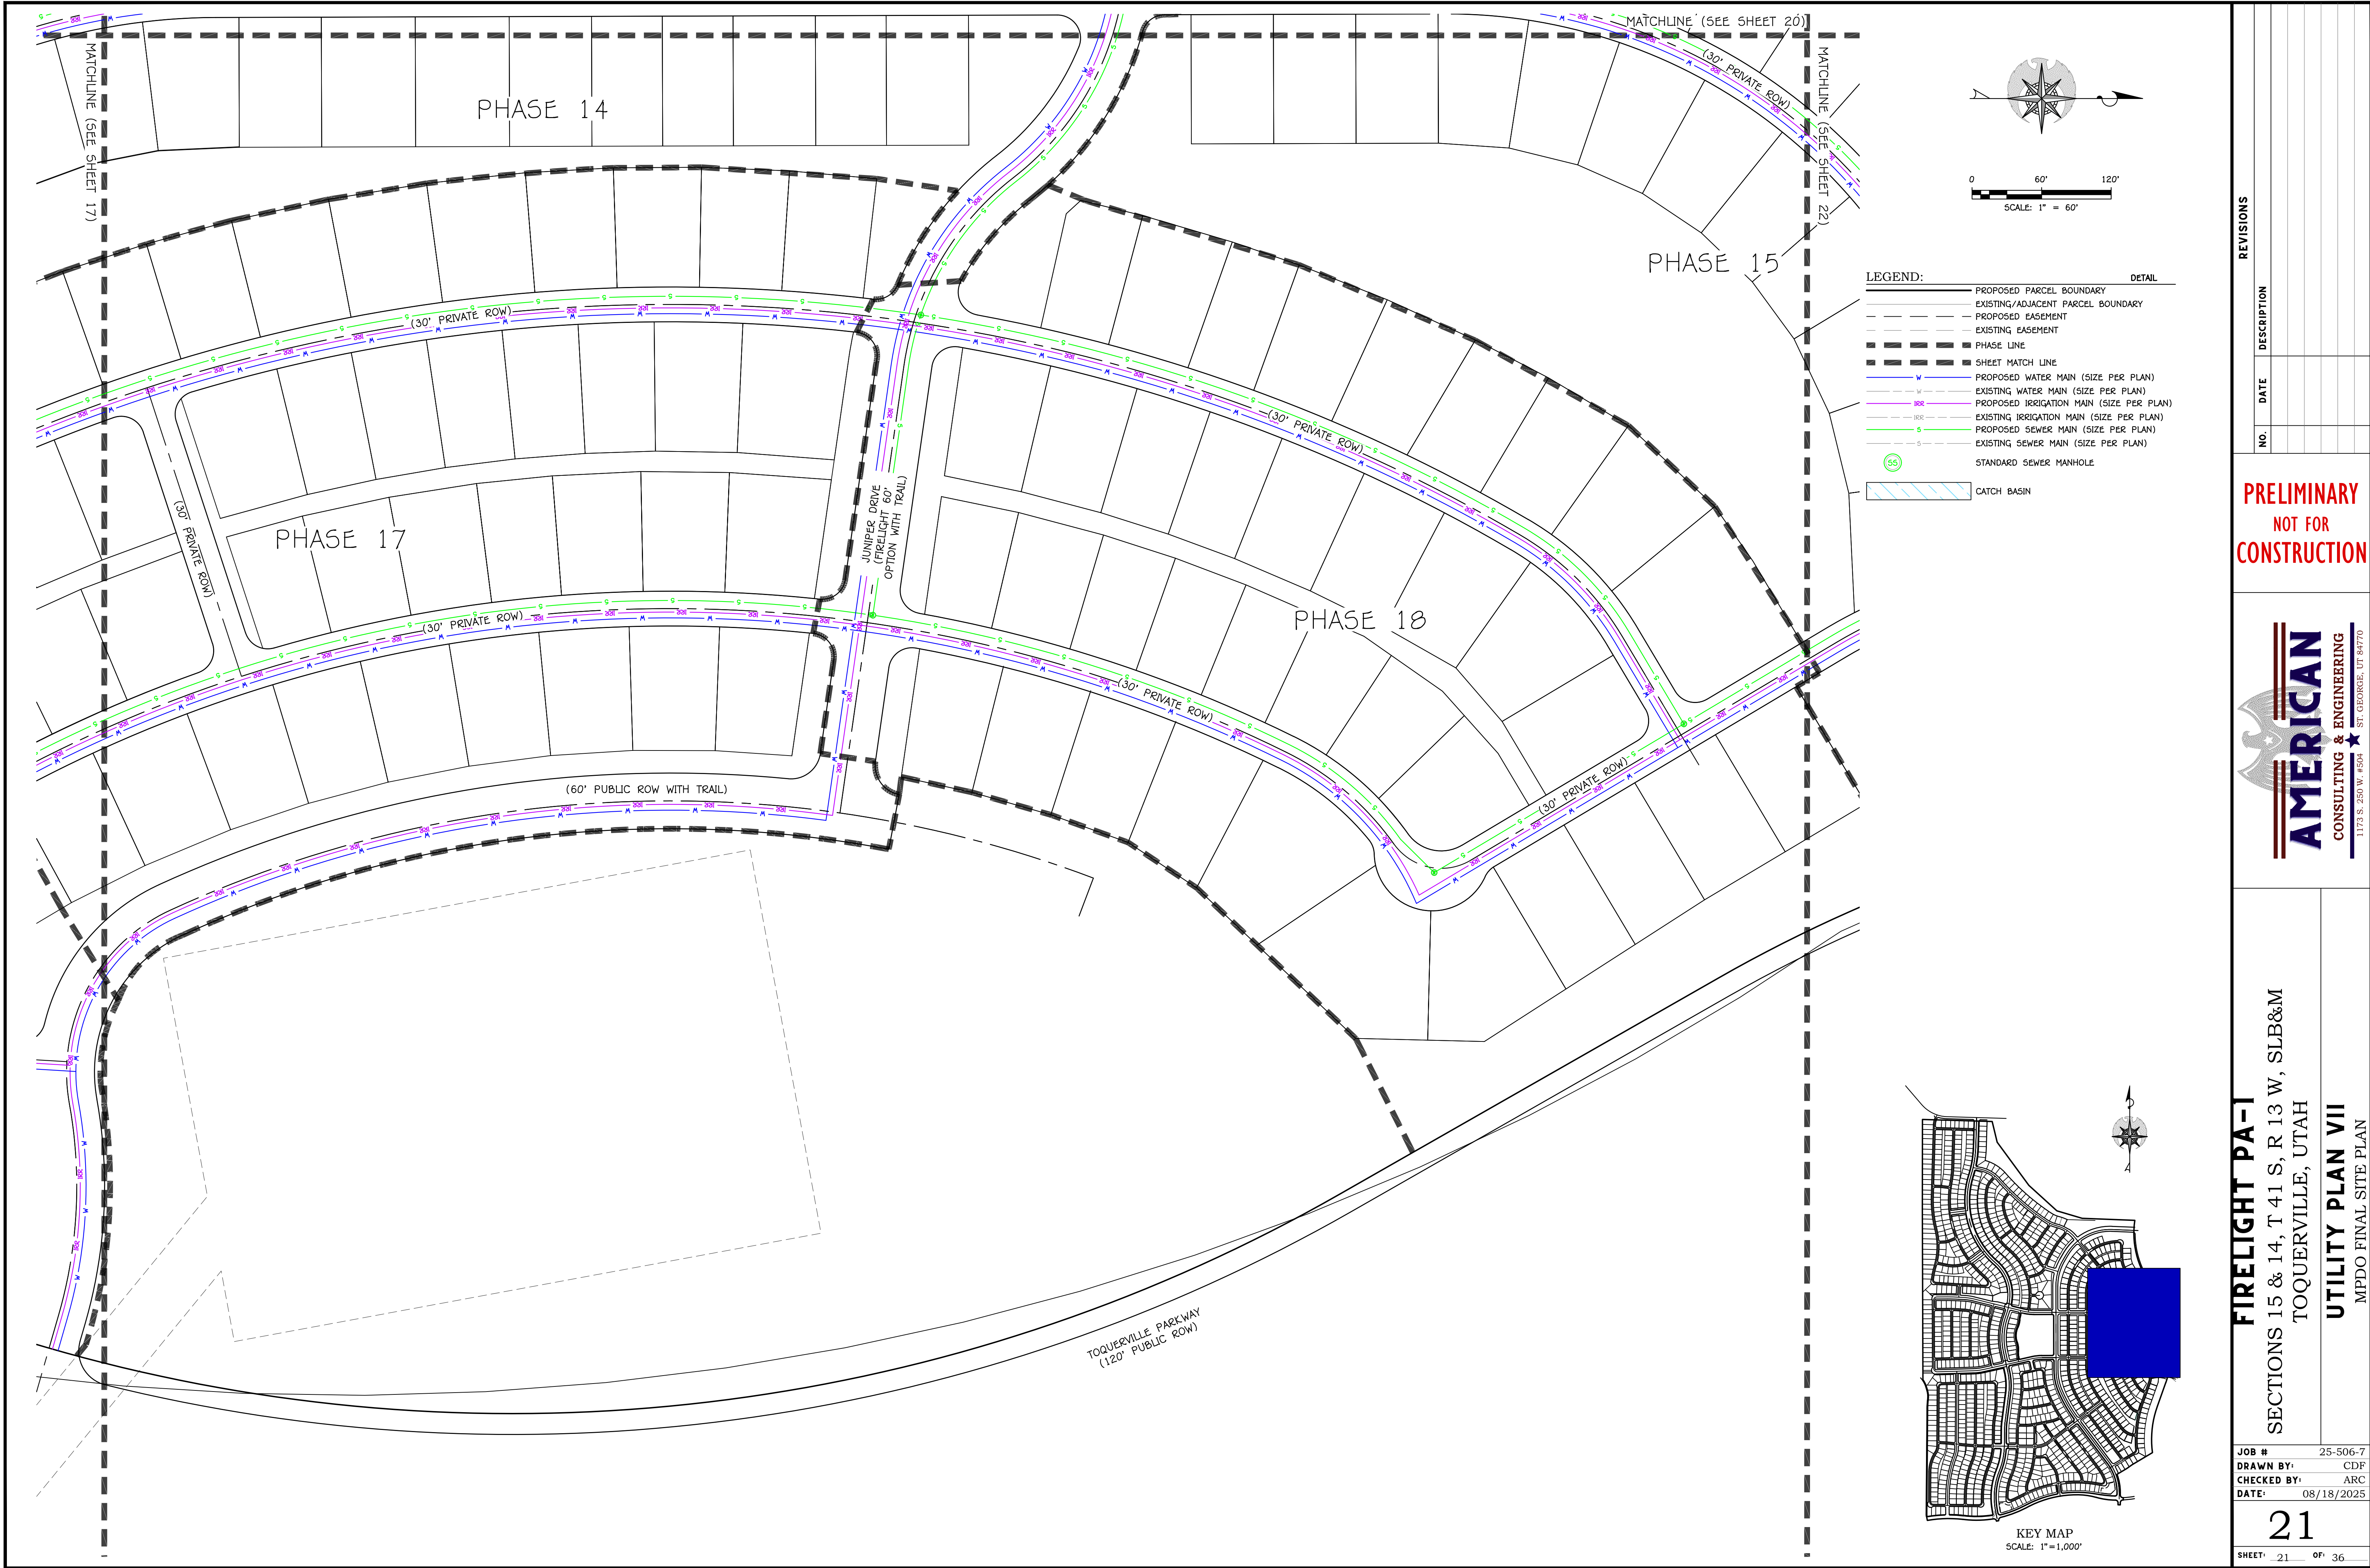 MATCHLINE (SEE SHEET 20)
MATCHLINE (SEE SHEET 17)
MATCHLINE (SEE SHEET 22)
PHASE 14
PHASE 15
PHASE 17
PHASE 18
(30' PRIVATE ROW)
(30' PRIVATE ROW)
(30' PRIVATE ROW)
(30' PRIVATE ROW)
(30' PRIVATE ROW)
(30' PRIVATE ROW)
(30' PRIVATE ROW)
JUNIPER DRIVE
(FIRELIGHT 60'
OPTION WITH TRAIL)
(60' PUBLIC ROW WITH TRAIL)
TOQUERVILLE PARKWAY
(120' PUBLIC ROW)
0 60' 120'
SCALE: 1" = 60'
LEGEND: DETAIL
PROPOSED PARCEL BOUNDARY
EXISTING/ADJACENT PARCEL BOUNDARY
PROPOSED EASEMENT
EXISTING EASEMENT
PHASE LINE
SHEET MATCH LINE
W PROPOSED WATER MAIN (SIZE PER PLAN)
W EXISTING WATER MAIN (SIZE PER PLAN)
IRR PROPOSED IRRIGATION MAIN (SIZE PER PLAN)
IRR EXISTING IRRIGATION MAIN (SIZE PER PLAN)
S PROPOSED SEWER MAIN (SIZE PER PLAN)
S EXISTING SEWER MAIN (SIZE PER PLAN)
SS STANDARD SEWER MANHOLE
CATCH BASIN
KEY MAP
SCALE: 1"=1,000'
REVISIONS
NO. DATE DESCRIPTION
PRELIMINARY
NOT FOR
CONSTRUCTION
AMERICAN
CONSULTING & ENGINEERING
1173 S. 250 W. #504 ST. GEORGE, UT 84770
FIRELIGHT PA-1
SECTIONS 15 & 14, T 41 S, R 13 W, SLB&M
TOQUERVILLE, UTAH
UTILITY PLAN VII
MPDO FINAL SITE PLAN
JOB # 25-506-7
DRAWN BY: CDF
CHECKED BY: ARC
DATE: 08/18/2025
21
SHEET: 21 OF: 36